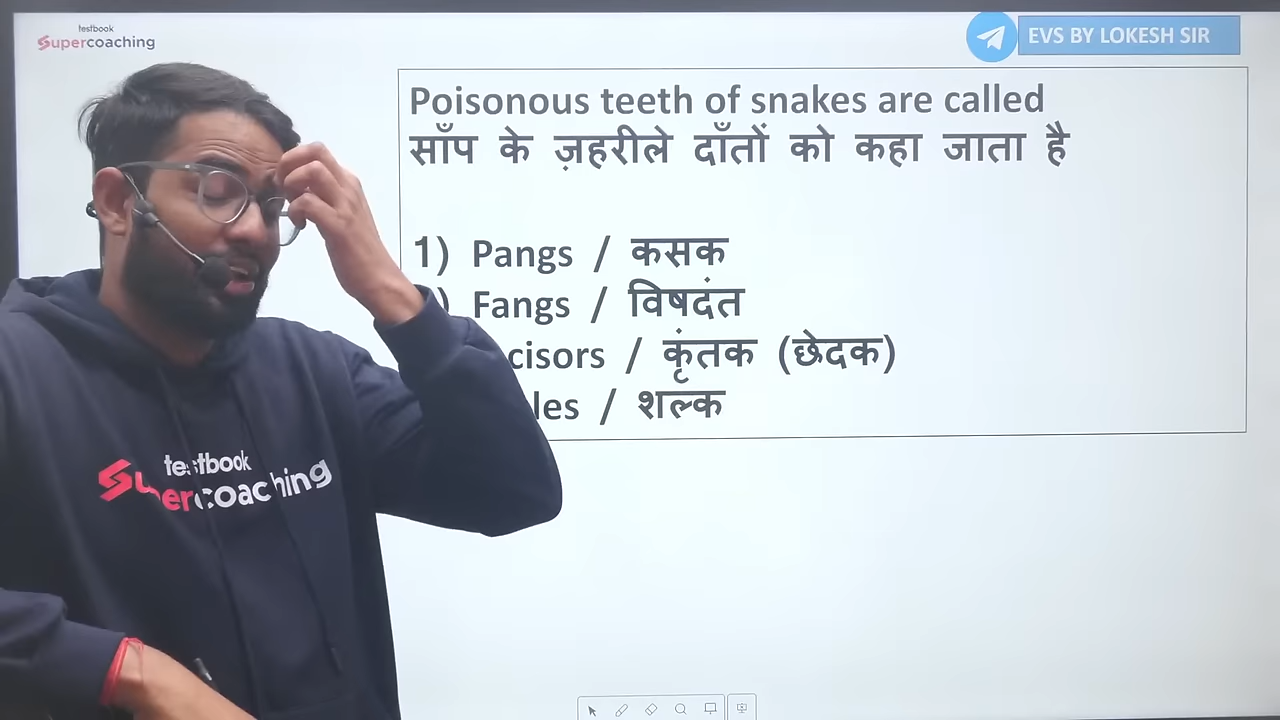 testbook
Supercoaching
EVS BY LOKESH SIR
Poisonous teeth of snakes are called
साँप के ज़हरीले दाँतों को कहा जाता है
1) Pangs / कसक
) Fangs / विषदंत
cisors / कृंतक (छेदक)
les / शल्क
testbook
Supercoaching